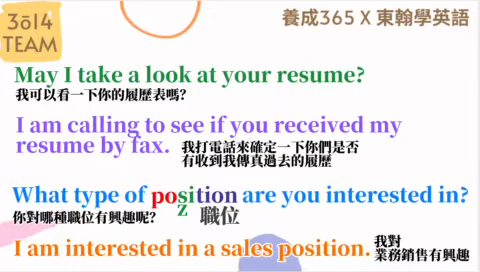 3ō14
TEAM
養成365 X 東翰學英語
May I take a look at your resume?
我可以看一下你的履歷表嗎?
I am calling to see if you received my
resume by fax. 我打電話來確定一下你們是否
有收到我傳真過去的履歷
What type of position are you interested in?
你對哪種職位有興趣呢? z 職位
I am interested in a sales position. 我對
業務銷售有興趣